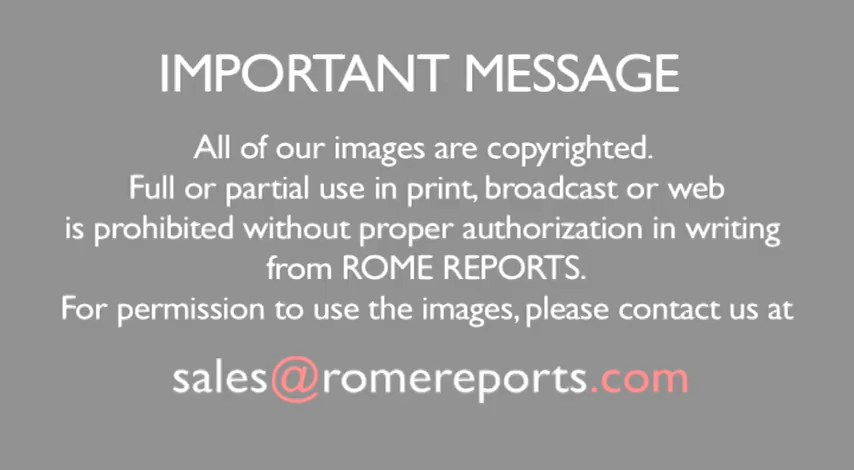 IMPORTANT MESSAGE
All of our images are copyrighted.
Full or partial use in print, broadcast or web
is prohibited without proper authorization in writing
from ROME REPORTS.
For permission to use the images, please contact us at
sales@romereports.com